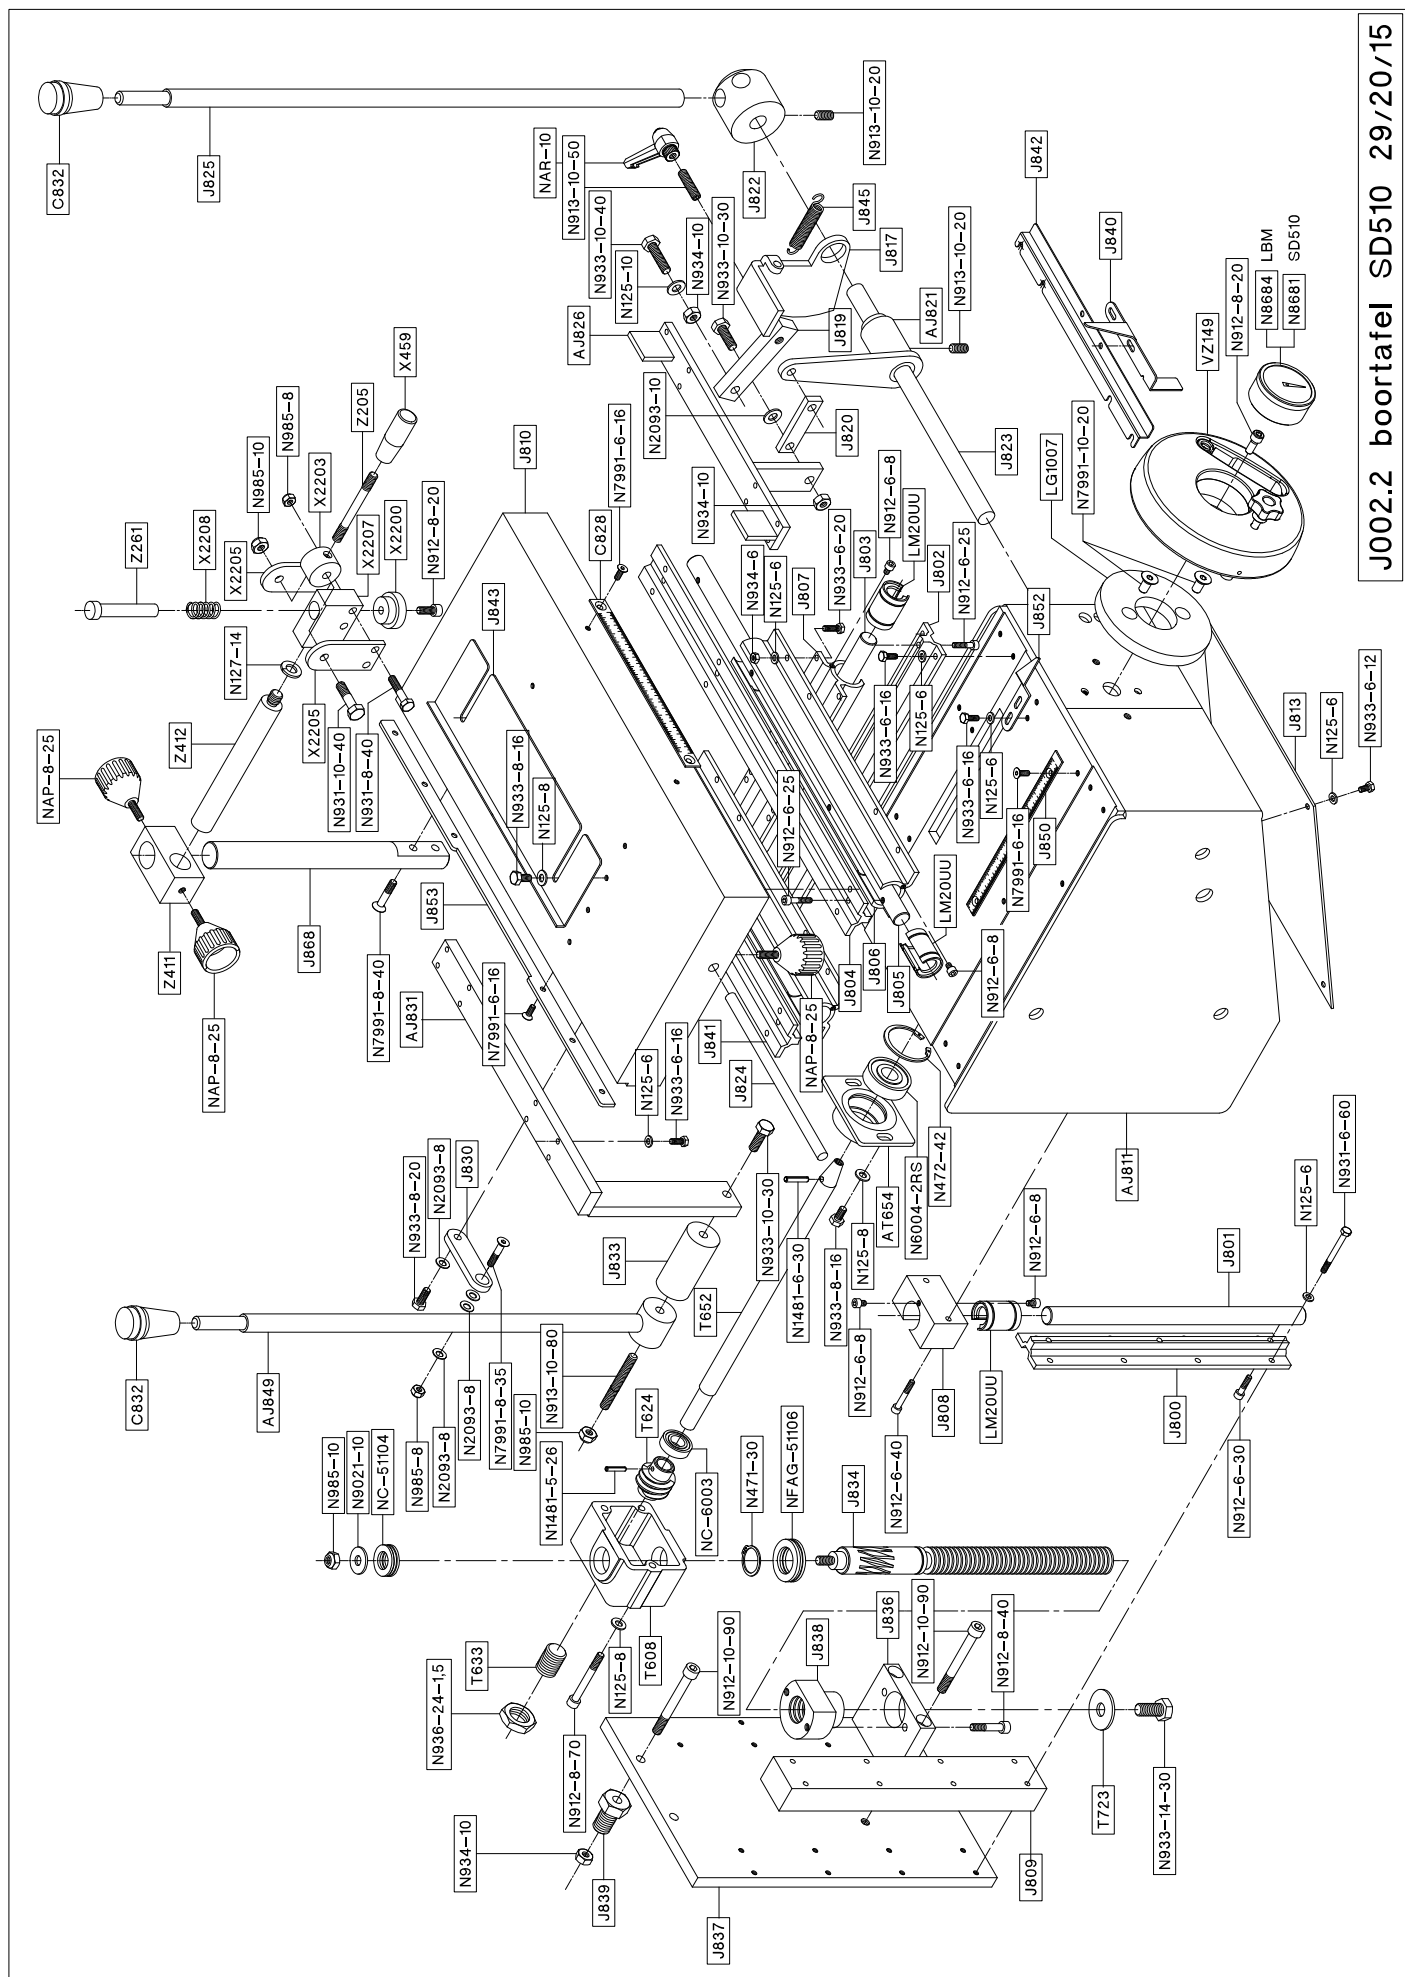 J002.2 bortafel SD510 29/20/15
C832
J825
NAR-10
N913-10-50
N933-10-40
N125-10
AJ826
N934-10
N933-10-30
J822
N913-10-20
J845
J817
J819
AJ821
N913-10-20
J842
J840
LBM
SD510
N8684
N8681
N912-8-20
VZ149
N7991-10-20
LG1007
X459
Z205
N985-8
N985-10
X2203
X2205
X2208
Z261
X2207
X2200
N912-8-20
J810
N2093-10
N7991-6-16
C828
J820
N934-10
J823
N912-6-8
LM20UU
J803
N933-6-20
J807
N125-6
N934-6
J802
N912-6-25
J852
N933-6-16
N125-6
N933-6-16
N125-6
J843
N127-14
Z412
NAP-8-25
X2205
N931-10-40
N931-8-40
N933-8-16
N125-8
N912-6-25
J813
N125-6
N933-6-12
N7991-6-16
J850
LM20UU
N912-6-8
Z411
NAP-8-25
J868
N7991-8-40
J853
AJ831
N7991-6-16
N125-6
N933-6-16
J841
J824
NAP-8-25
J804
J806
J805
N933-8-20
N2093-8
J830
C832
AJ849
N985-8
N2093-8
N2093-8
N7991-8-35
N985-10
N913-10-80
J833
T652
N933-10-30
N1481-6-30
N933-8-16
N125-8
AT654
N6004-2RS
N472-42
AJ811
N931-6-60
N125-6
J801
N912-6-8
N912-6-8
J808
LM20UU
N912-6-40
J800
N912-6-30
N985-10
N9021-10
NC-51104
N1481-5-26
T624
NC-6003
N471-30
NFAG-51106
J834
T633
N936-24-1,5
T608
N125-8
N912-8-70
N912-10-90
N912-10-90
J836
J838
N912-8-40
N934-10
J839
J837
J809
T723
N933-14-30